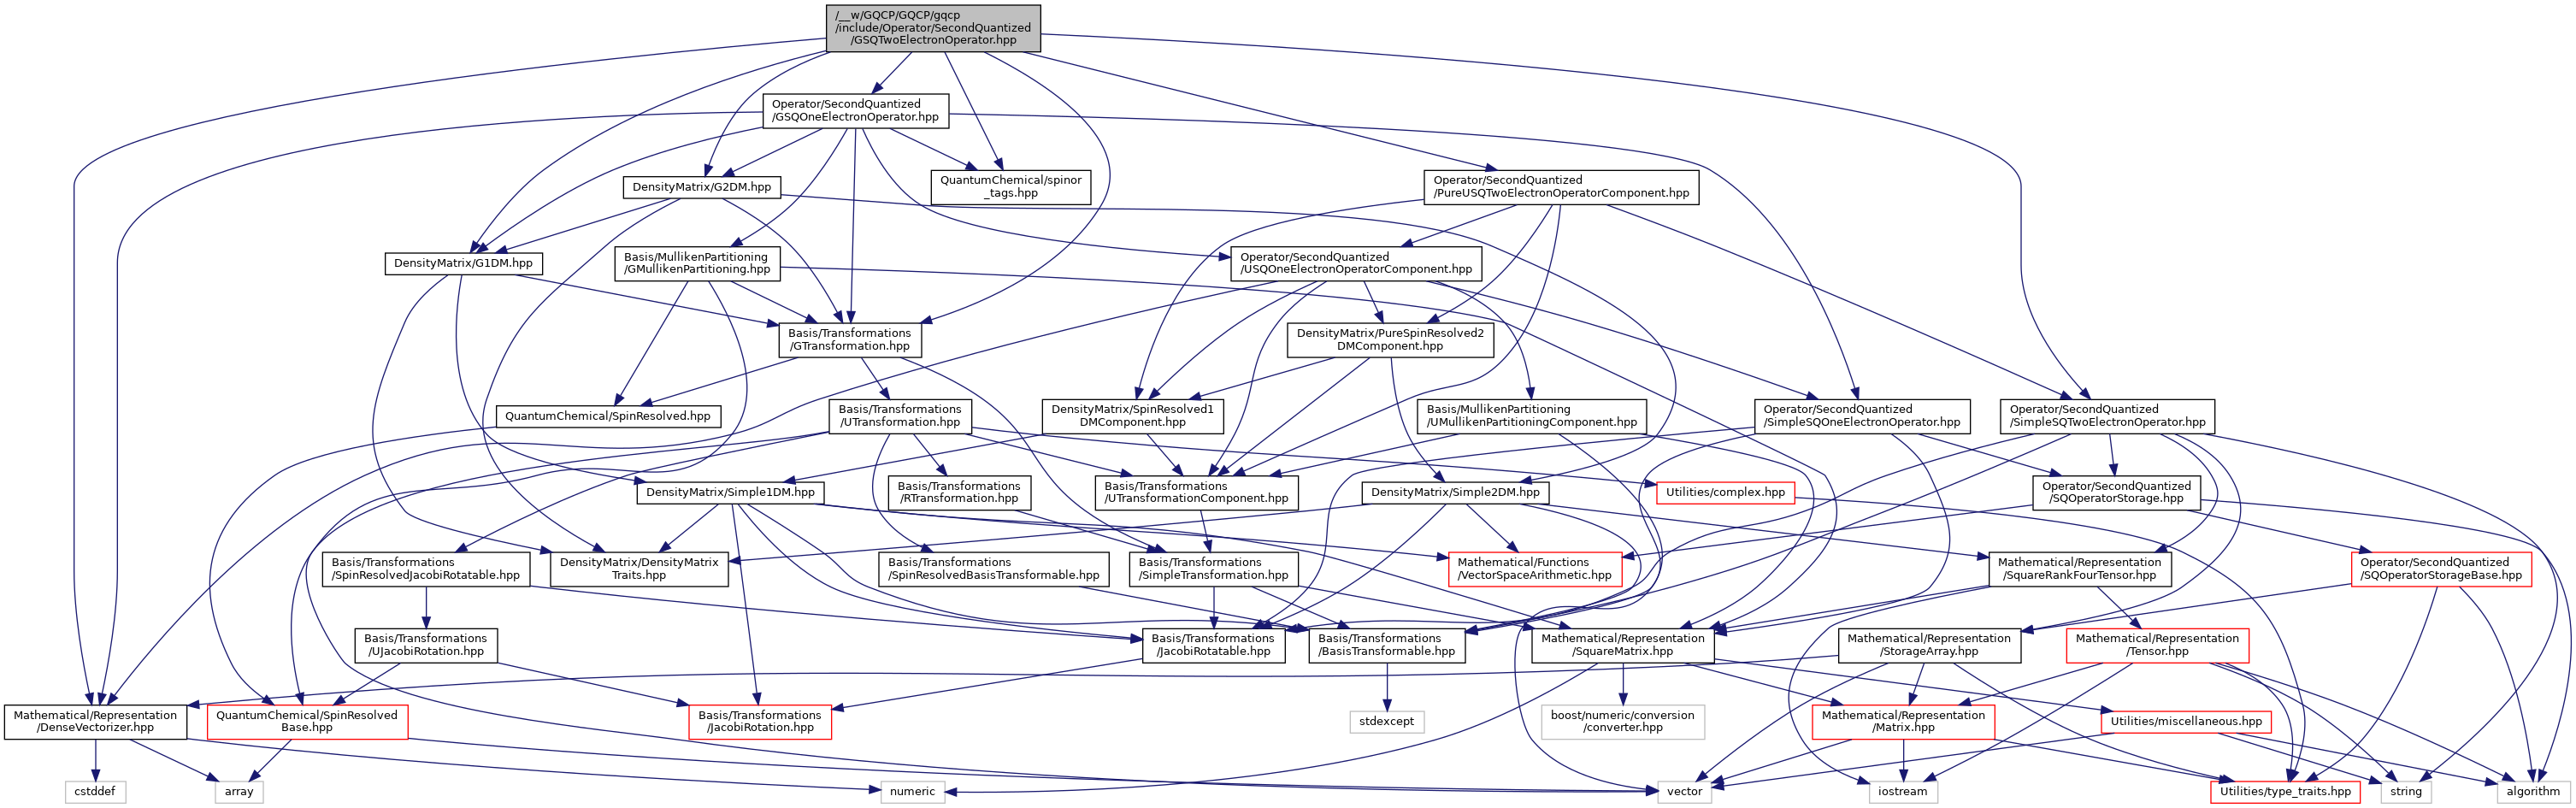 /__w/GQCP/GQCP/gqcp
/include/Operator/SecondQuantized
/GSQTwoElectronOperator.hpp
Operator/SecondQuantized
/GSQOneElectronOperator.hpp
DensityMatrix/G2DM.hpp
QuantumChemical/spinor
_tags.hpp
Operator/SecondQuantized
/PureUSQTwoElectronOperatorComponent.hpp
DensityMatrix/G1DM.hpp
Basis/MullikenPartitioning
/GMullikenPartitioning.hpp
Operator/SecondQuantized
/USQOneElectronOperatorComponent.hpp
Basis/Transformations
/GTransformation.hpp
DensityMatrix/PureSpinResolved2
DMComponent.hpp
QuantumChemical/SpinResolved.hpp
Basis/Transformations
/UTransformation.hpp
DensityMatrix/SpinResolved1
DMComponent.hpp
Basis/MullikenPartitioning
/UMullikenPartitioningComponent.hpp
Operator/SecondQuantized
/SimpleSQOneElectronOperator.hpp
Operator/SecondQuantized
/SimpleSQTwoElectronOperator.hpp
DensityMatrix/Simple1DM.hpp
Basis/Transformations
/RTransformation.hpp
Basis/Transformations
/UTransformationComponent.hpp
DensityMatrix/Simple2DM.hpp
Utilities/complex.hpp
Operator/SecondQuantized
/SQOperatorStorage.hpp
Basis/Transformations
/SpinResolvedJacobiRotatable.hpp
DensityMatrix/DensityMatrix
Traits.hpp
Basis/Transformations
/SpinResolvedBasisTransformable.hpp
Basis/Transformations
/SimpleTransformation.hpp
Mathematical/Functions
/VectorSpaceArithmetic.hpp
Mathematical/Representation
/SquareRankFourTensor.hpp
Operator/SecondQuantized
/SQOperatorStorageBase.hpp
Basis/Transformations
/UJacobiRotation.hpp
Basis/Transformations
/JacobiRotatable.hpp
Basis/Transformations
/BasisTransformable.hpp
Mathematical/Representation
/SquareMatrix.hpp
Mathematical/Representation
/StorageArray.hpp
Mathematical/Representation
/Tensor.hpp
Mathematical/Representation
/DenseVectorizer.hpp
QuantumChemical/SpinResolved
Base.hpp
Basis/Transformations
/JacobiRotation.hpp
stdexcept
boost/numeric/conversion
/converter.hpp
Mathematical/Representation
/Matrix.hpp
Utilities/miscellaneous.hpp
cstddef
array
numeric
vector
iostream
Utilities/type_traits.hpp
string
algorithm